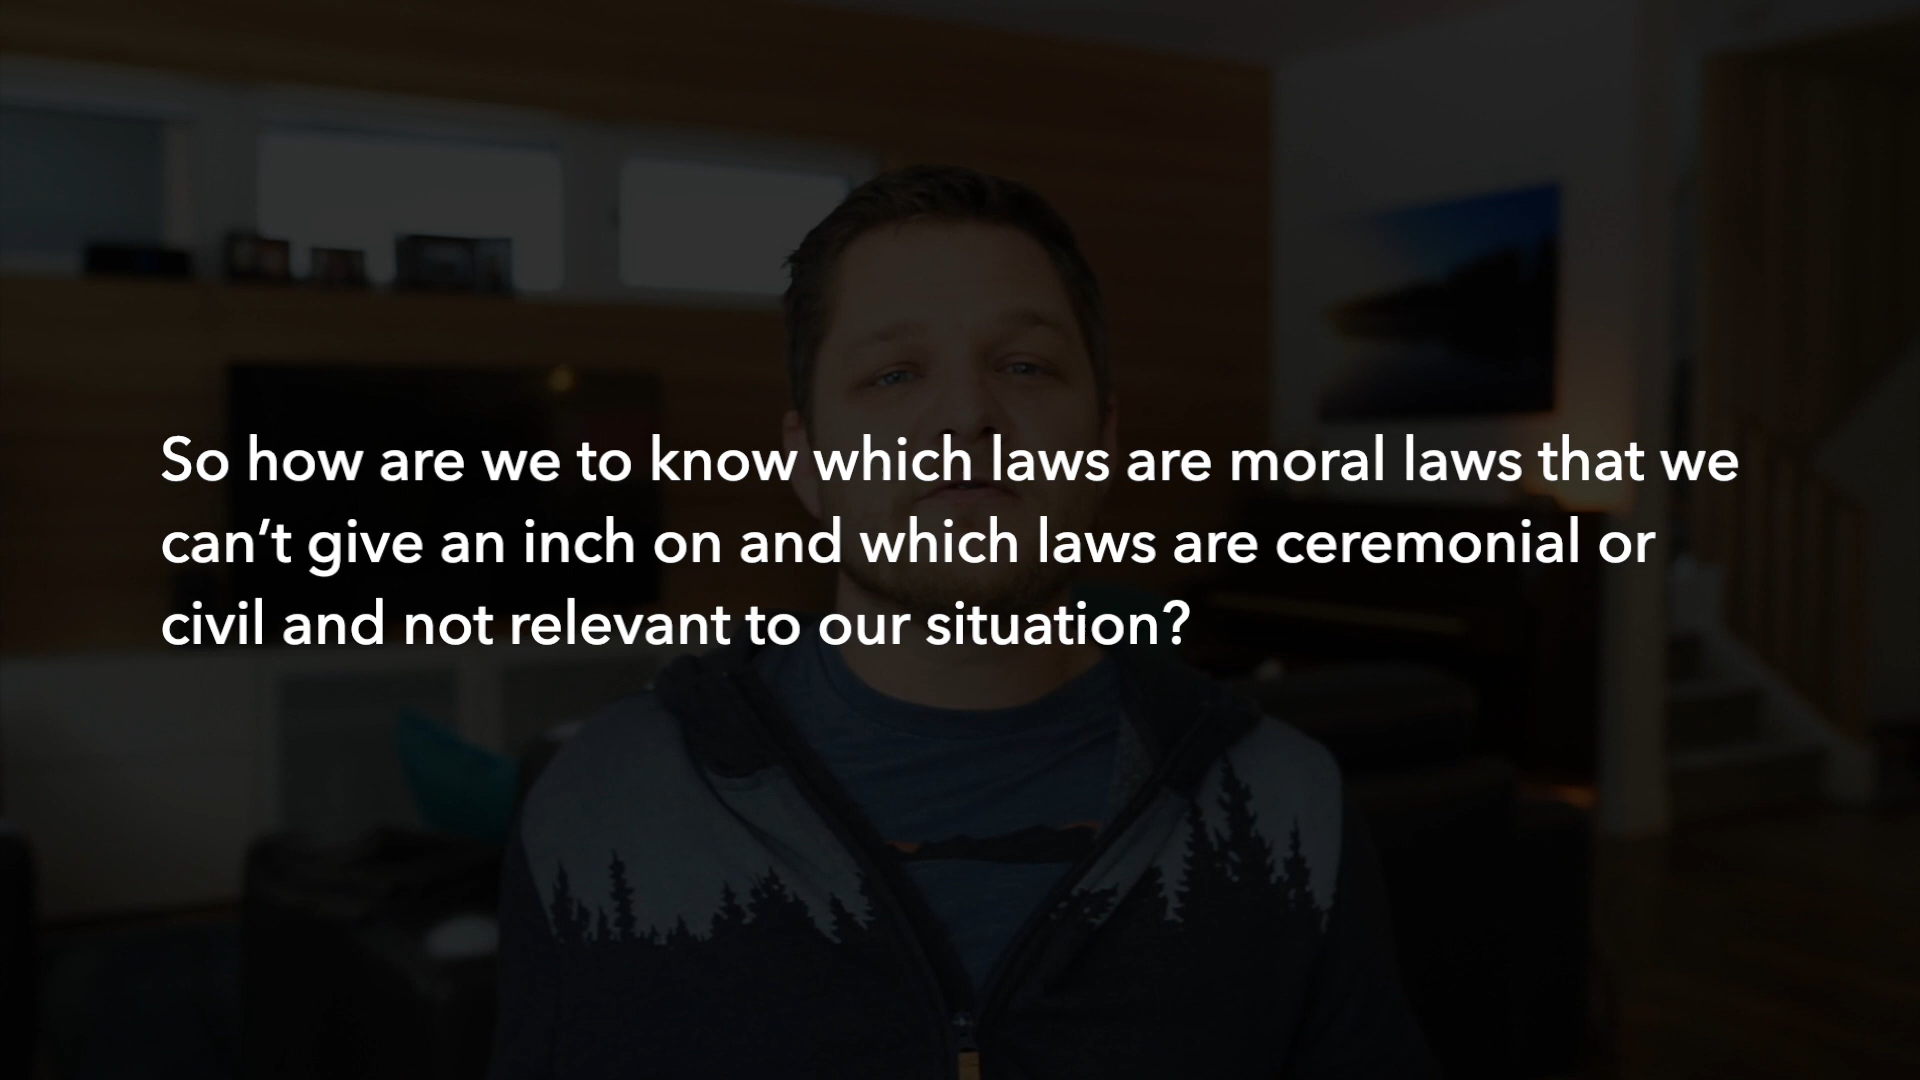 So how are we to know which laws are moral laws that we
can’t give an inch on and which laws are ceremonial or
civil and not relevant to our situation?